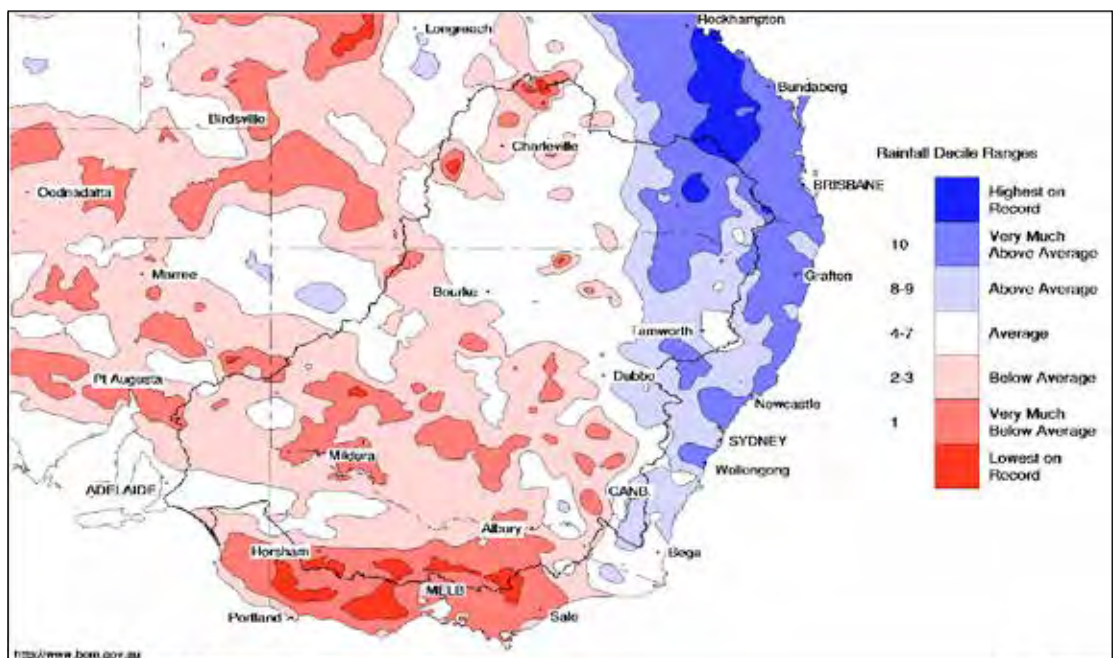 Rockhampton
Longreach
Bundaberg
Birdsville
Charleville
Rainfall Decile Ranges
Oodnadatta
BRISBANE
Highest on
Record
10
Very Much
Above Average
Marree
Grafton
Bourke
8-9
Above Average
Tamworth
4-7
Average
Pt Augusta
Dubbo
2-3
Below Average
Newcastle
1
Very Much
Below Average
SYDNEY
Mildura
Wollongong
Lowest on
Record
ADELAIDE
CANB
Albury
Horsham
Bega
MELB
Portland
Sale
http://www.bom.gov.au